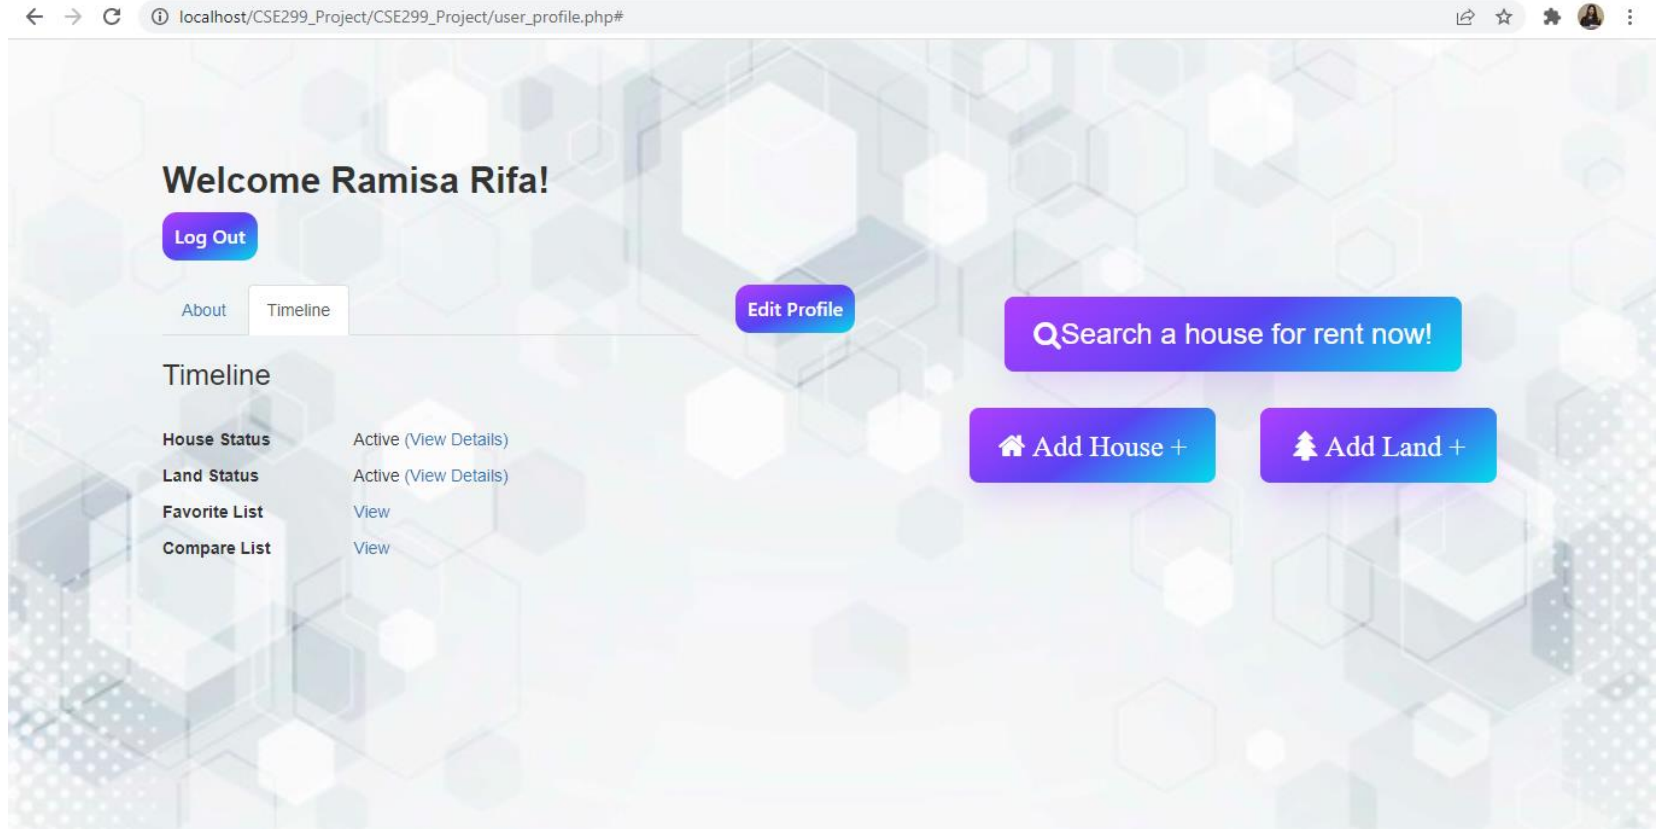 localhost/CSE299_Project/CSE299_Project/user_profile.php#
Welcome Ramisa Rifa!
Log Out
About Timeline
Edit Profile
Search a house for rent now!
Timeline
Add House +
Add Land +
House Status Active (View Details)
Land Status Active (View Details)
Favorite List View
Compare List View